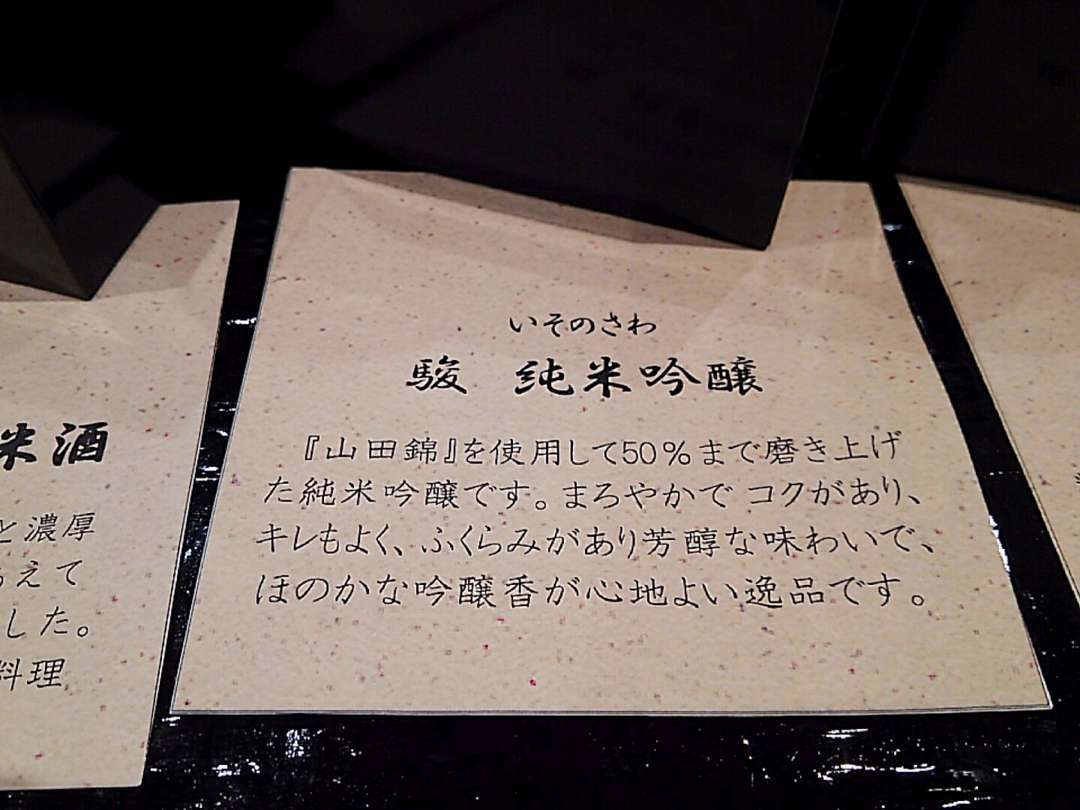 いそのさわ
駿 純米吟醸
『山田錦』を使用して50%まで磨き上げ
た純米吟醸です。まろやかで コクがあり、
キレもよく、ふくらみがあり芳醇な味わいで、
ほのかな吟醸香が心地よい逸品です。
米酒
と濃厚
えて
した。
料理